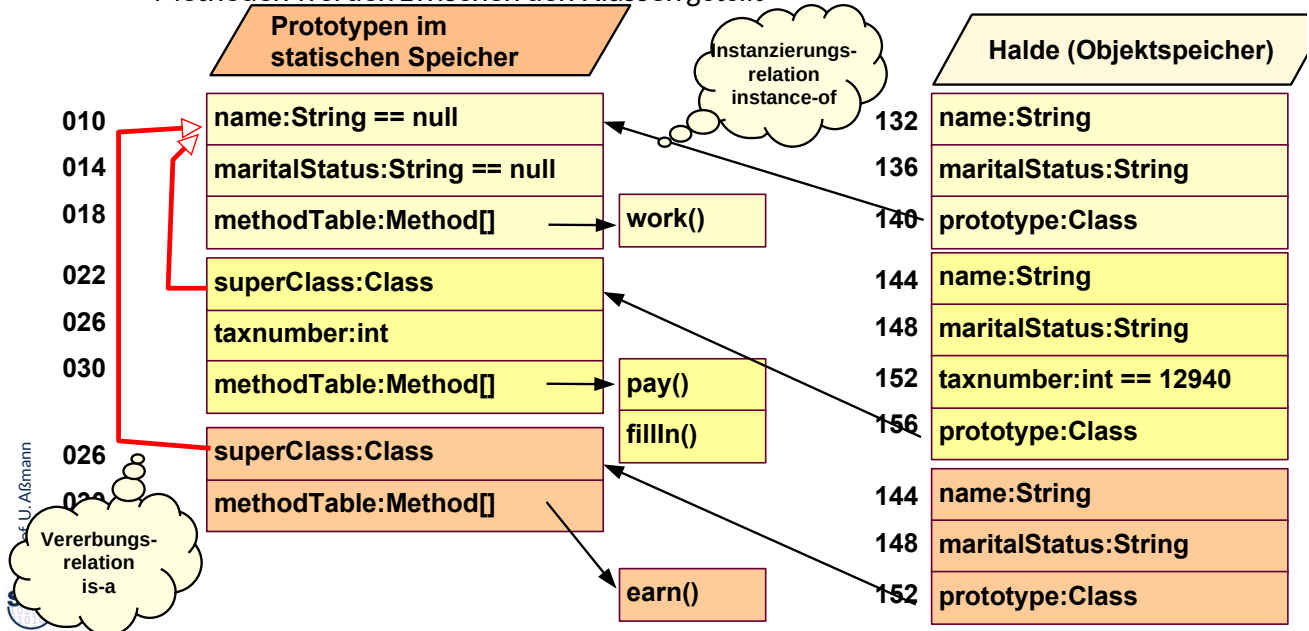 Prototypen im
statischen Speicher
Instanzierungs-
relation
instance-of
Halde (Objektspeicher)
010
name:String == null
014
maritalStatus:String == null
018
methodTable:Method[]
work()
022
superClass:Class
026
taxnumber:int
030
methodTable:Method[]
pay()
fillIn()
026
superClass:Class
methodTable:Method[]
earn()
132
name:String
136
maritalStatus:String
140
prototype:Class
144
name:String
148
maritalStatus:String
152
taxnumber:int == 12940
156
prototype:Class
144
name:String
148
maritalStatus:String
152
prototype:Class
Vererbungs-
relation
is-a
U. Aßmann